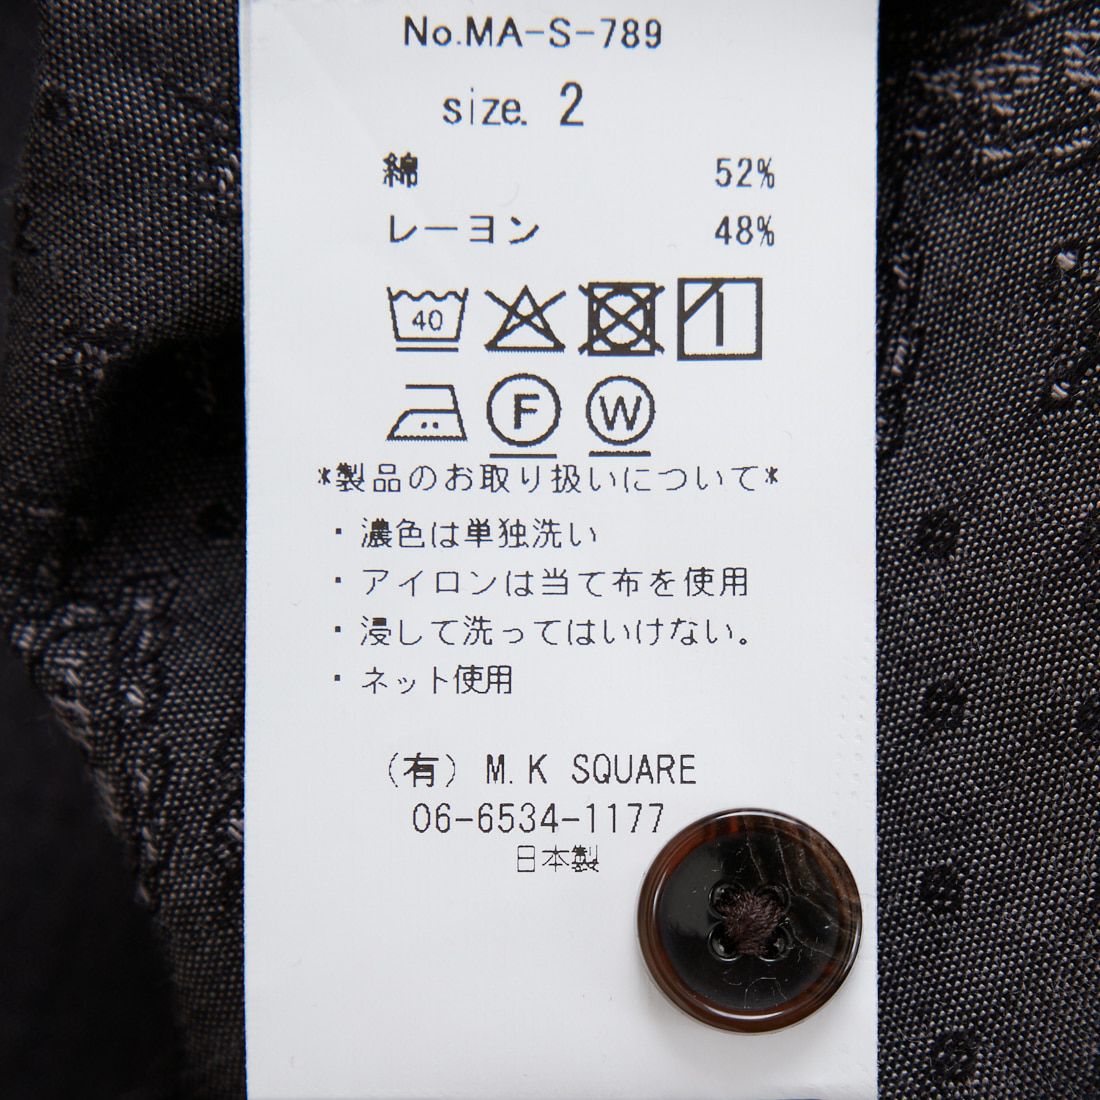 No.MA-S-789
size. 2
綿 52%
レーヨン 48%
40
F W
*製品のお取り扱いについて*
・濃色は単独洗い
・アイロンは当て布を使用
・浸して洗ってはいけない。
・ネット使用
(有) M.K SQUARE
06-6534-1177
日本製